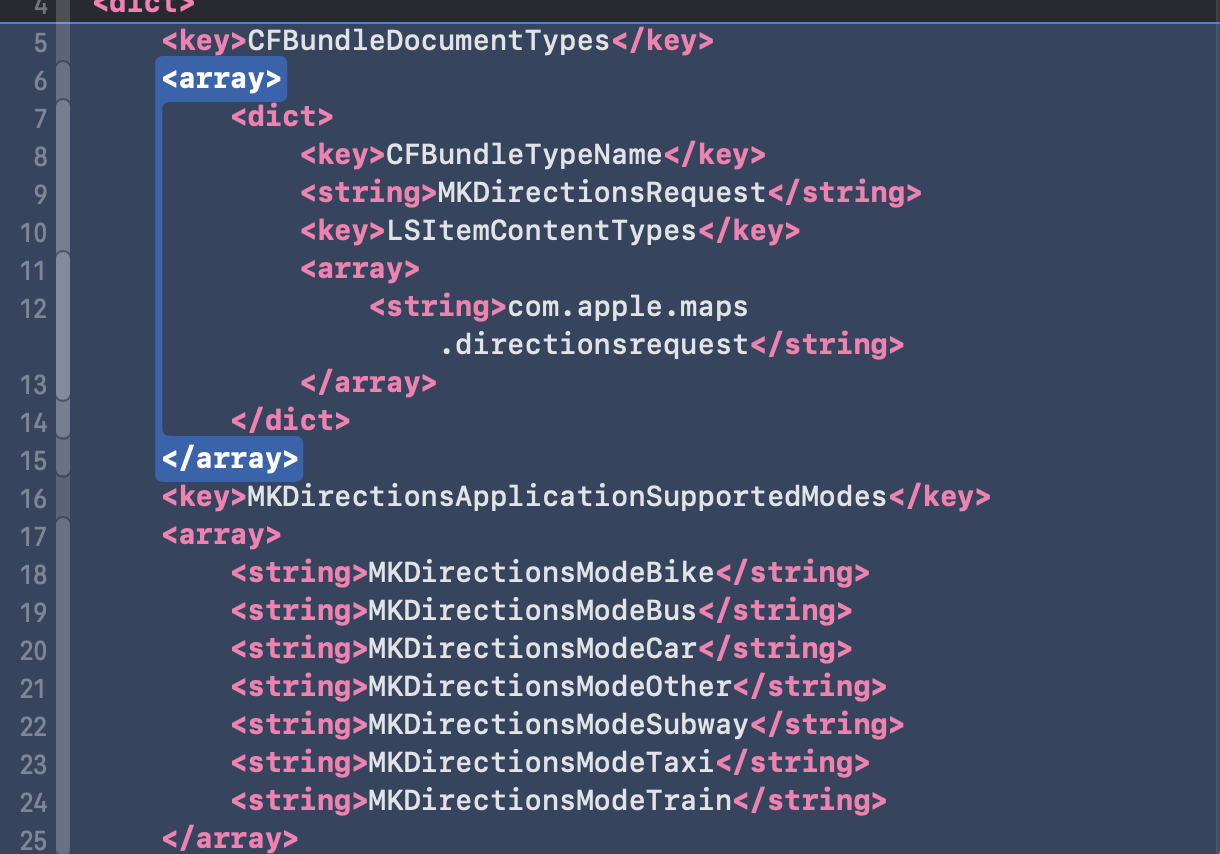 4 <dict>
5 <key>CFBundleDocumentTypes</key>
6 <array>
7 <dict>
8 <key>CFBundleTypeName</key>
9 <string>MKDirectionsRequest</string>
10 <key>LSItemContentTypes</key>
11 <array>
12 <string>com.apple.maps
.directionsrequest</string>
13 </array>
14 </dict>
15 </array>
16 <key>MKDirectionsApplicationSupportedModes</key>
17 <array>
18 <string>MKDirectionsModeBike</string>
19 <string>MKDirectionsModeBus</string>
20 <string>MKDirectionsModeCar</string>
21 <string>MKDirectionsModeOther</string>
22 <string>MKDirectionsModeSubway</string>
23 <string>MKDirectionsModeTaxi</string>
24 <string>MKDirectionsModeTrain</string>
25 </array>